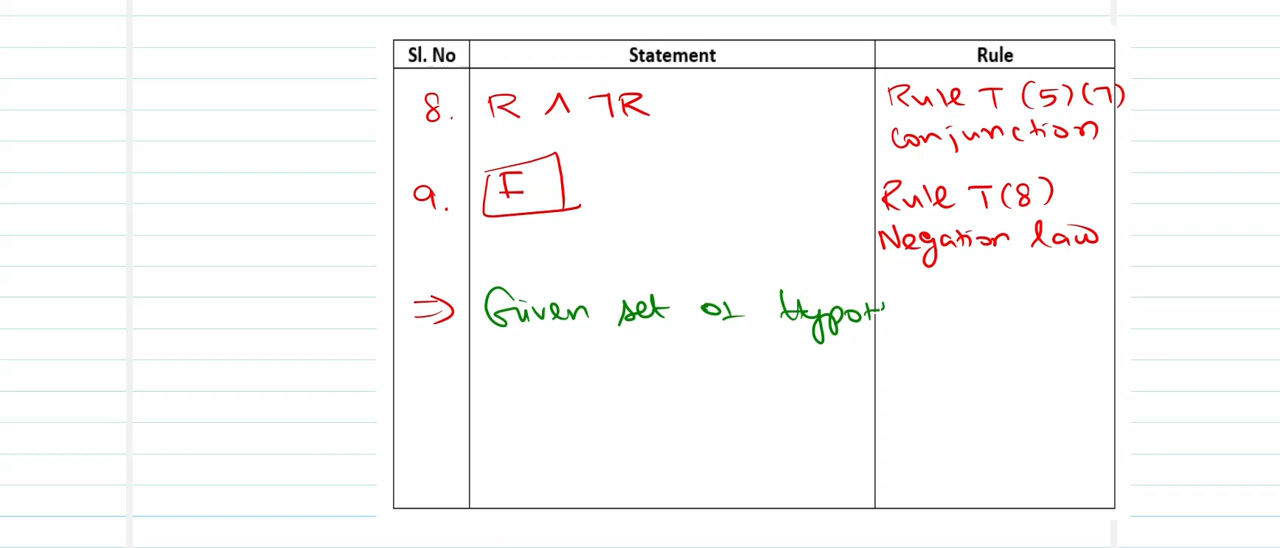 Sl. No Statement Rule
8. R ∧ ¬R Rule T (5)(7)
Conjunction
9. F Rule T(8)
Negation law
⇒ Given set of Hypot